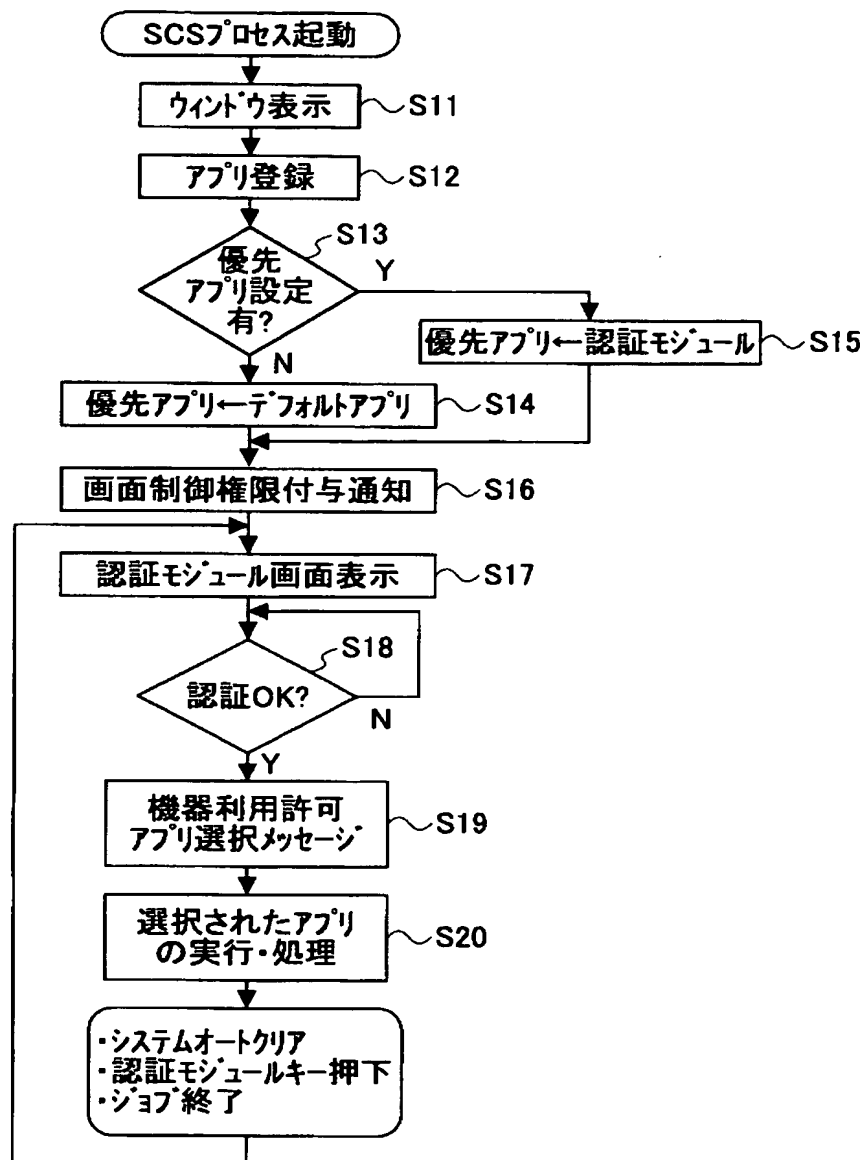 SCSプロセス起動
ウィンドウ表示
S11
アプリ登録
S12
S13
優先
アプリ設定
有?
Y
N
優先アプリ←認証モジュール
S15
優先アプリ←デフォルトアプリ
S14
画面制御権限付与通知
S16
認証モジュール画面表示
S17
S18
認証OK?
N
Y
機器利用許可
アプリ選択メッセージ
S19
選択されたアプリ
の実行・処理
S20
・システムオートクリア
・認証モジュールキー押下
・ジョブ終了